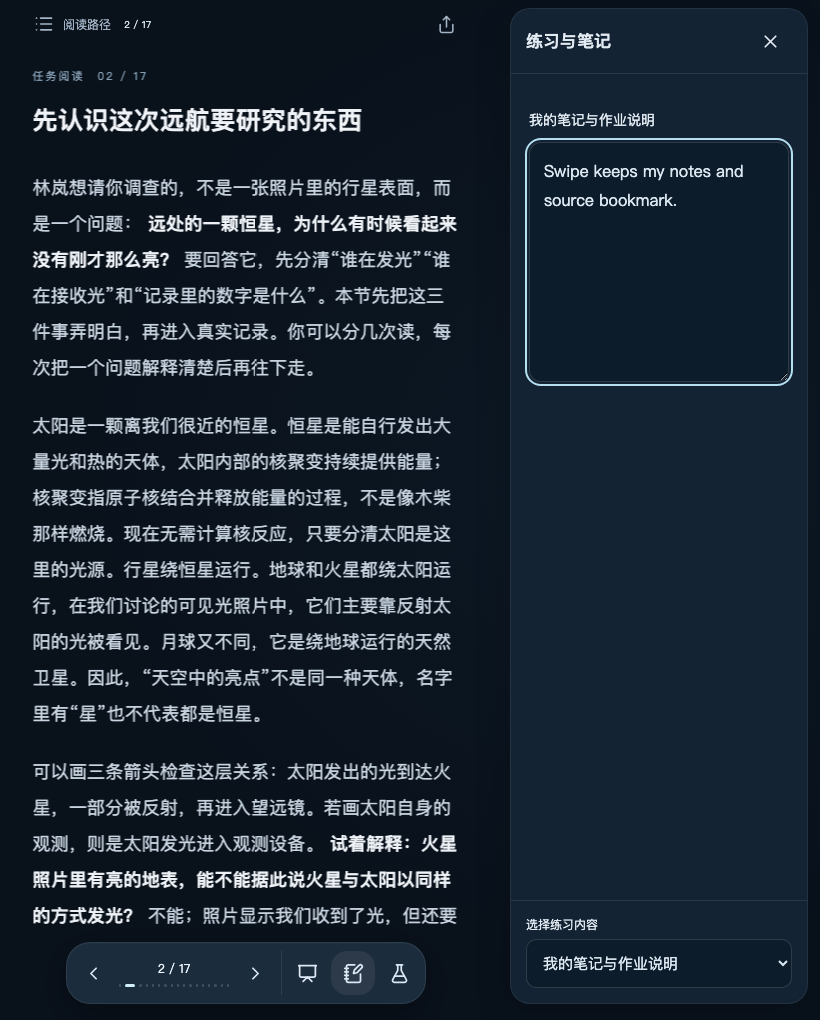 阅读路径 2 / 17
任务阅读 02 / 17
先认识这次远航要研究的东西
林岚想请你调查的，不是一张照片里的行星表面，而
是一个问题： 远处的一颗恒星，为什么有时候看起来
没有刚才那么亮？ 要回答它，先分清“谁在发光”“谁
在接收光”和“记录里的数字是什么”。本节先把这三
件事弄明白，再进入真实记录。你可以分几次读，每
次把一个问题解释清楚后再往下走。
太阳是一颗离我们很近的恒星。恒星是能自行发出大
量光和热的天体，太阳内部的核聚变持续提供能量；
核聚变指原子核结合并释放能量的过程，不是像木柴
那样燃烧。现在无需计算核反应，只要分清太阳是这
里的光源。行星绕恒星运行。地球和火星都绕太阳运
行，在我们讨论的可见光照片中，它们主要靠反射太
阳的光被看见。月球又不同，它是绕地球运行的天然
卫星。因此，“天空中的亮点”不是同一种天体，名字
里有“星”也不代表都是恒星。
可以画三条箭头检查这层关系：太阳发出的光到达火
星，一部分被反射，再进入望远镜。若画太阳自身的
观测，则是太阳发光进入观测设备。 试着解释：火星
照片里有亮的地表，能不能据此说火星与太阳以同样
的方式发光？ 不能；照片显示我们收到了光，但还要
2 / 17
练习与笔记
我的笔记与作业说明
Swipe keeps my notes and
source bookmark.
选择练习内容
我的笔记与作业说明